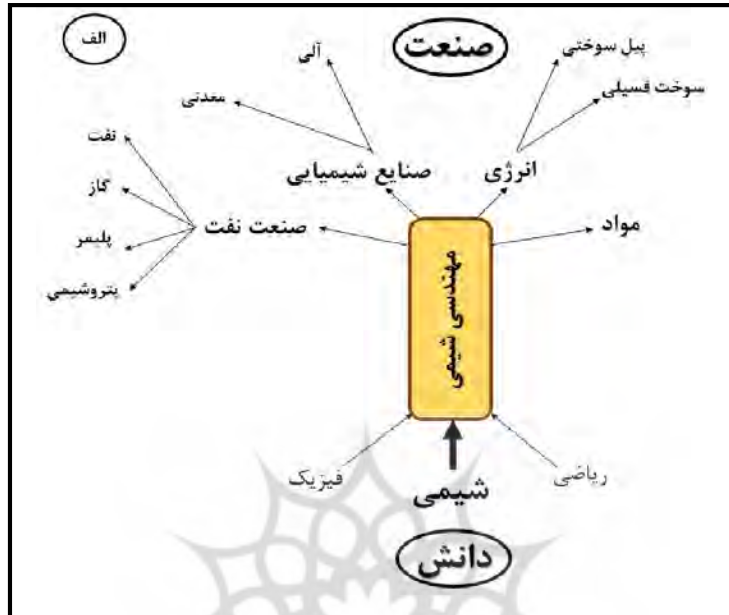 الف
صنعت
پیل سوختی
آلی
سوخت فسیلی
معدنی
نفت
انرژی
صنایع شیمیایی
گاز
مواد
صنعت نفت
پلیمر
پتروشیمی
مهندسی شیمی
ریاضی
فیزیک
شیمی
دانش